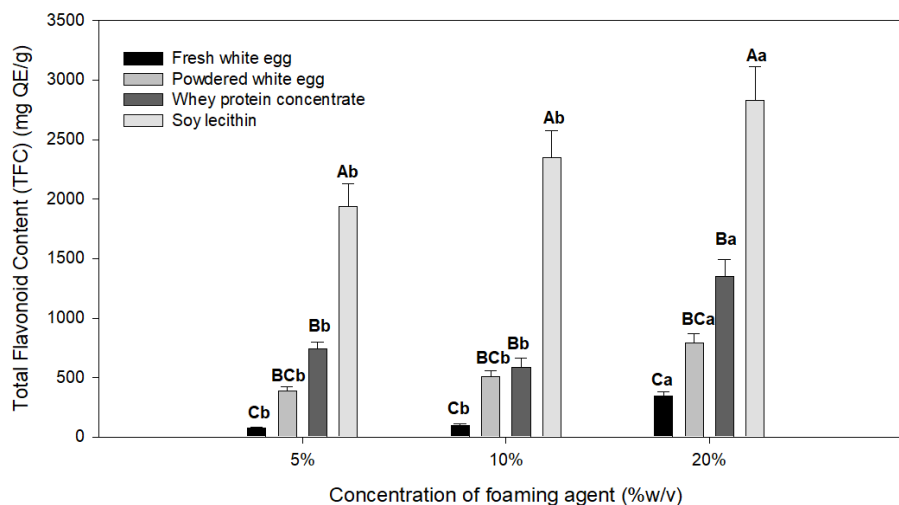 Total Flavonoid Content (TFC) (mg QE/g)
3500
3000
2500
2000
1500
1000
500
0
Fresh white egg
Powdered white egg
Whey protein concentrate
Soy lecithin
Cb
BCb
Bb
Ab
Cb
BCb
Bb
Ab
Ca
BCa
Ba
Aa
5%
10%
20%
Concentration of foaming agent (%w/v)